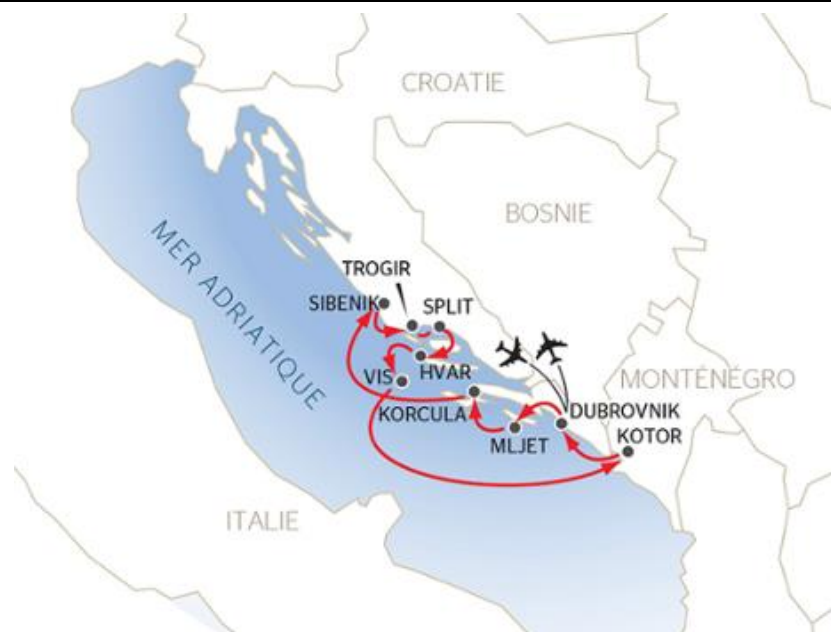 CROATIE
BOSNIE
MER ADRIATIQUE
TROGIR
SIBENIK
SPLIT
VIS
HVAR
MONTÉNÉGRO
KORCULA
DUBROVNIK
MLJET
KOTOR
ITALIE